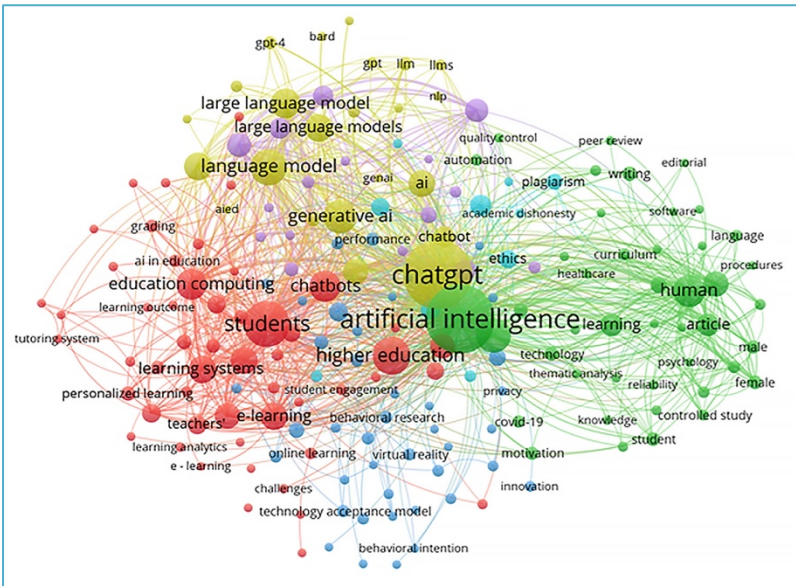 bard
gpt-4
gpt
llm
llms
nlp
large language model
large language models
quality control
peer review
automation
editorial
language model
genai
ai
plagiarism
writing
aied
generative ai
academic dishonesty
software
grading
performance
chatbot
language
ai in education
ethics
curriculum
procedures
education computing
chatbots
chatgpt
healthcare
human
learning outcome
students
artificial intelligence
learning
article
tutoring system
male
higher education
technology
learning systems
thematic analysis
psychology
student engagement
privacy
reliability
female
personalized learning
teachers'
e-learning
behavioral research
covid-19
knowledge
controlled study
student
learning analytics
online learning
virtual reality
motivation
e - learning
challenges
innovation
technology acceptance model
behavioral intention